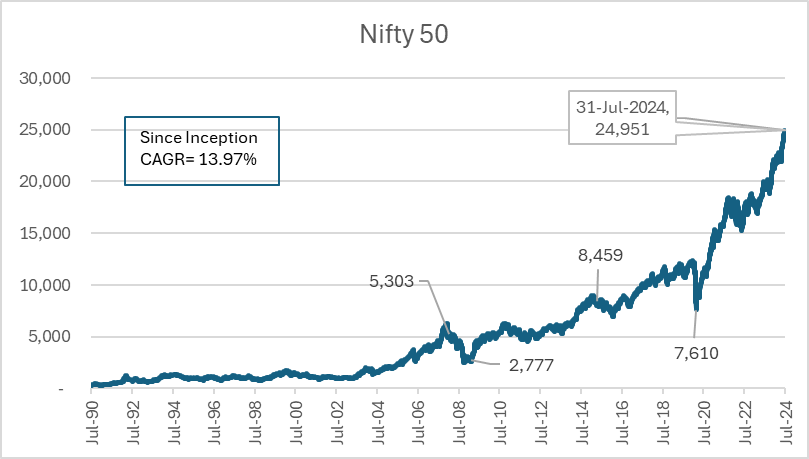 Nifty 50
30,000
25,000
20,000
15,000
10,000
5,000
-
Since Inception
CAGR= 13.97%
31-Jul-2024,
24,951
5,303
2,777
8,459
7,610
Jul-90
Jul-92
Jul-94
Jul-96
Jul-98
Jul-00
Jul-02
Jul-04
Jul-06
Jul-08
Jul-10
Jul-12
Jul-14
Jul-16
Jul-18
Jul-20
Jul-22
Jul-24